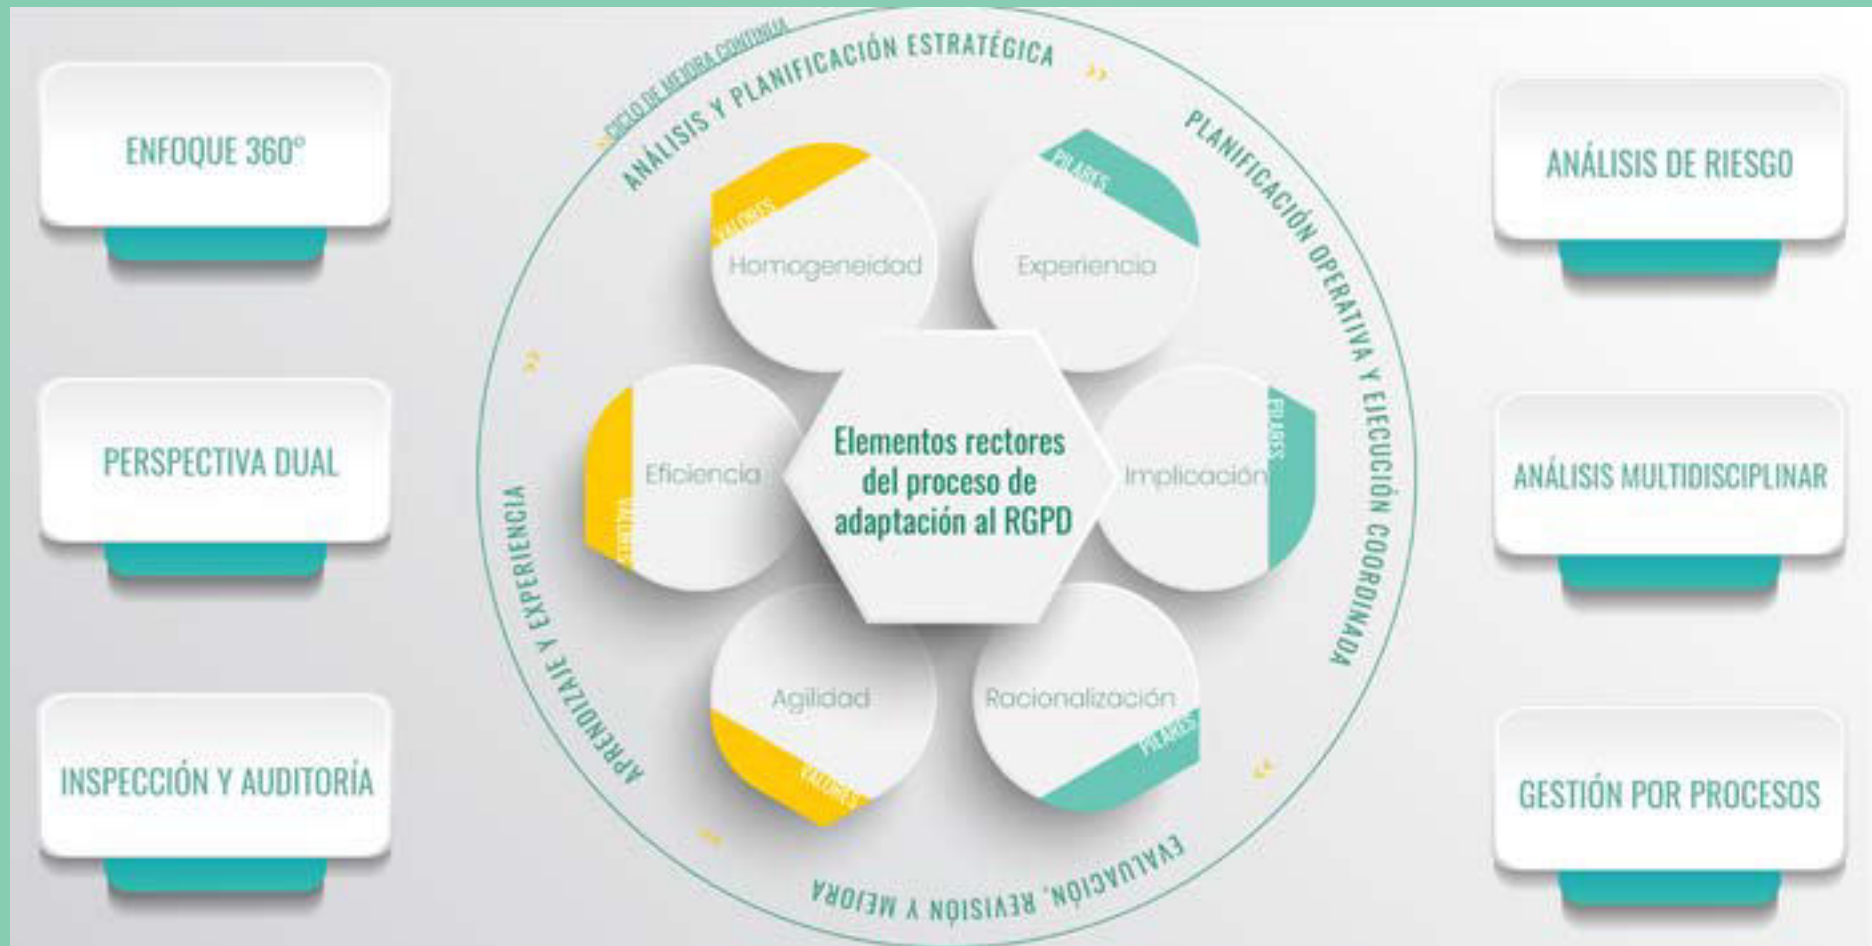 ENFOQUE 360°
PERSPECTIVA DUAL
INSPECCIÓN Y AUDITORÍA
CICLO DE MEJORA CONTINUA
ANÁLISIS Y PLANIFICACIÓN ESTRATÉGICA
PLANIFICACIÓN OPERATIVA Y EJECUCIÓN COORDINADA
EVALUACIÓN, REVISIÓN Y MEJORA
APRENDIZAJE Y EXPERIENCIA
VALORES
Homogeneidad
PILARES
Experiencia
VALORES
Eficiencia
Elementos rectores
del proceso de
adaptación al RGPD
PILARES
Implicación
Agilidad
VALORES
Racionalización
PILARES
ANÁLISIS DE RIESGO
ANÁLISIS MULTIDISCIPLINAR
GESTIÓN POR PROCESOS